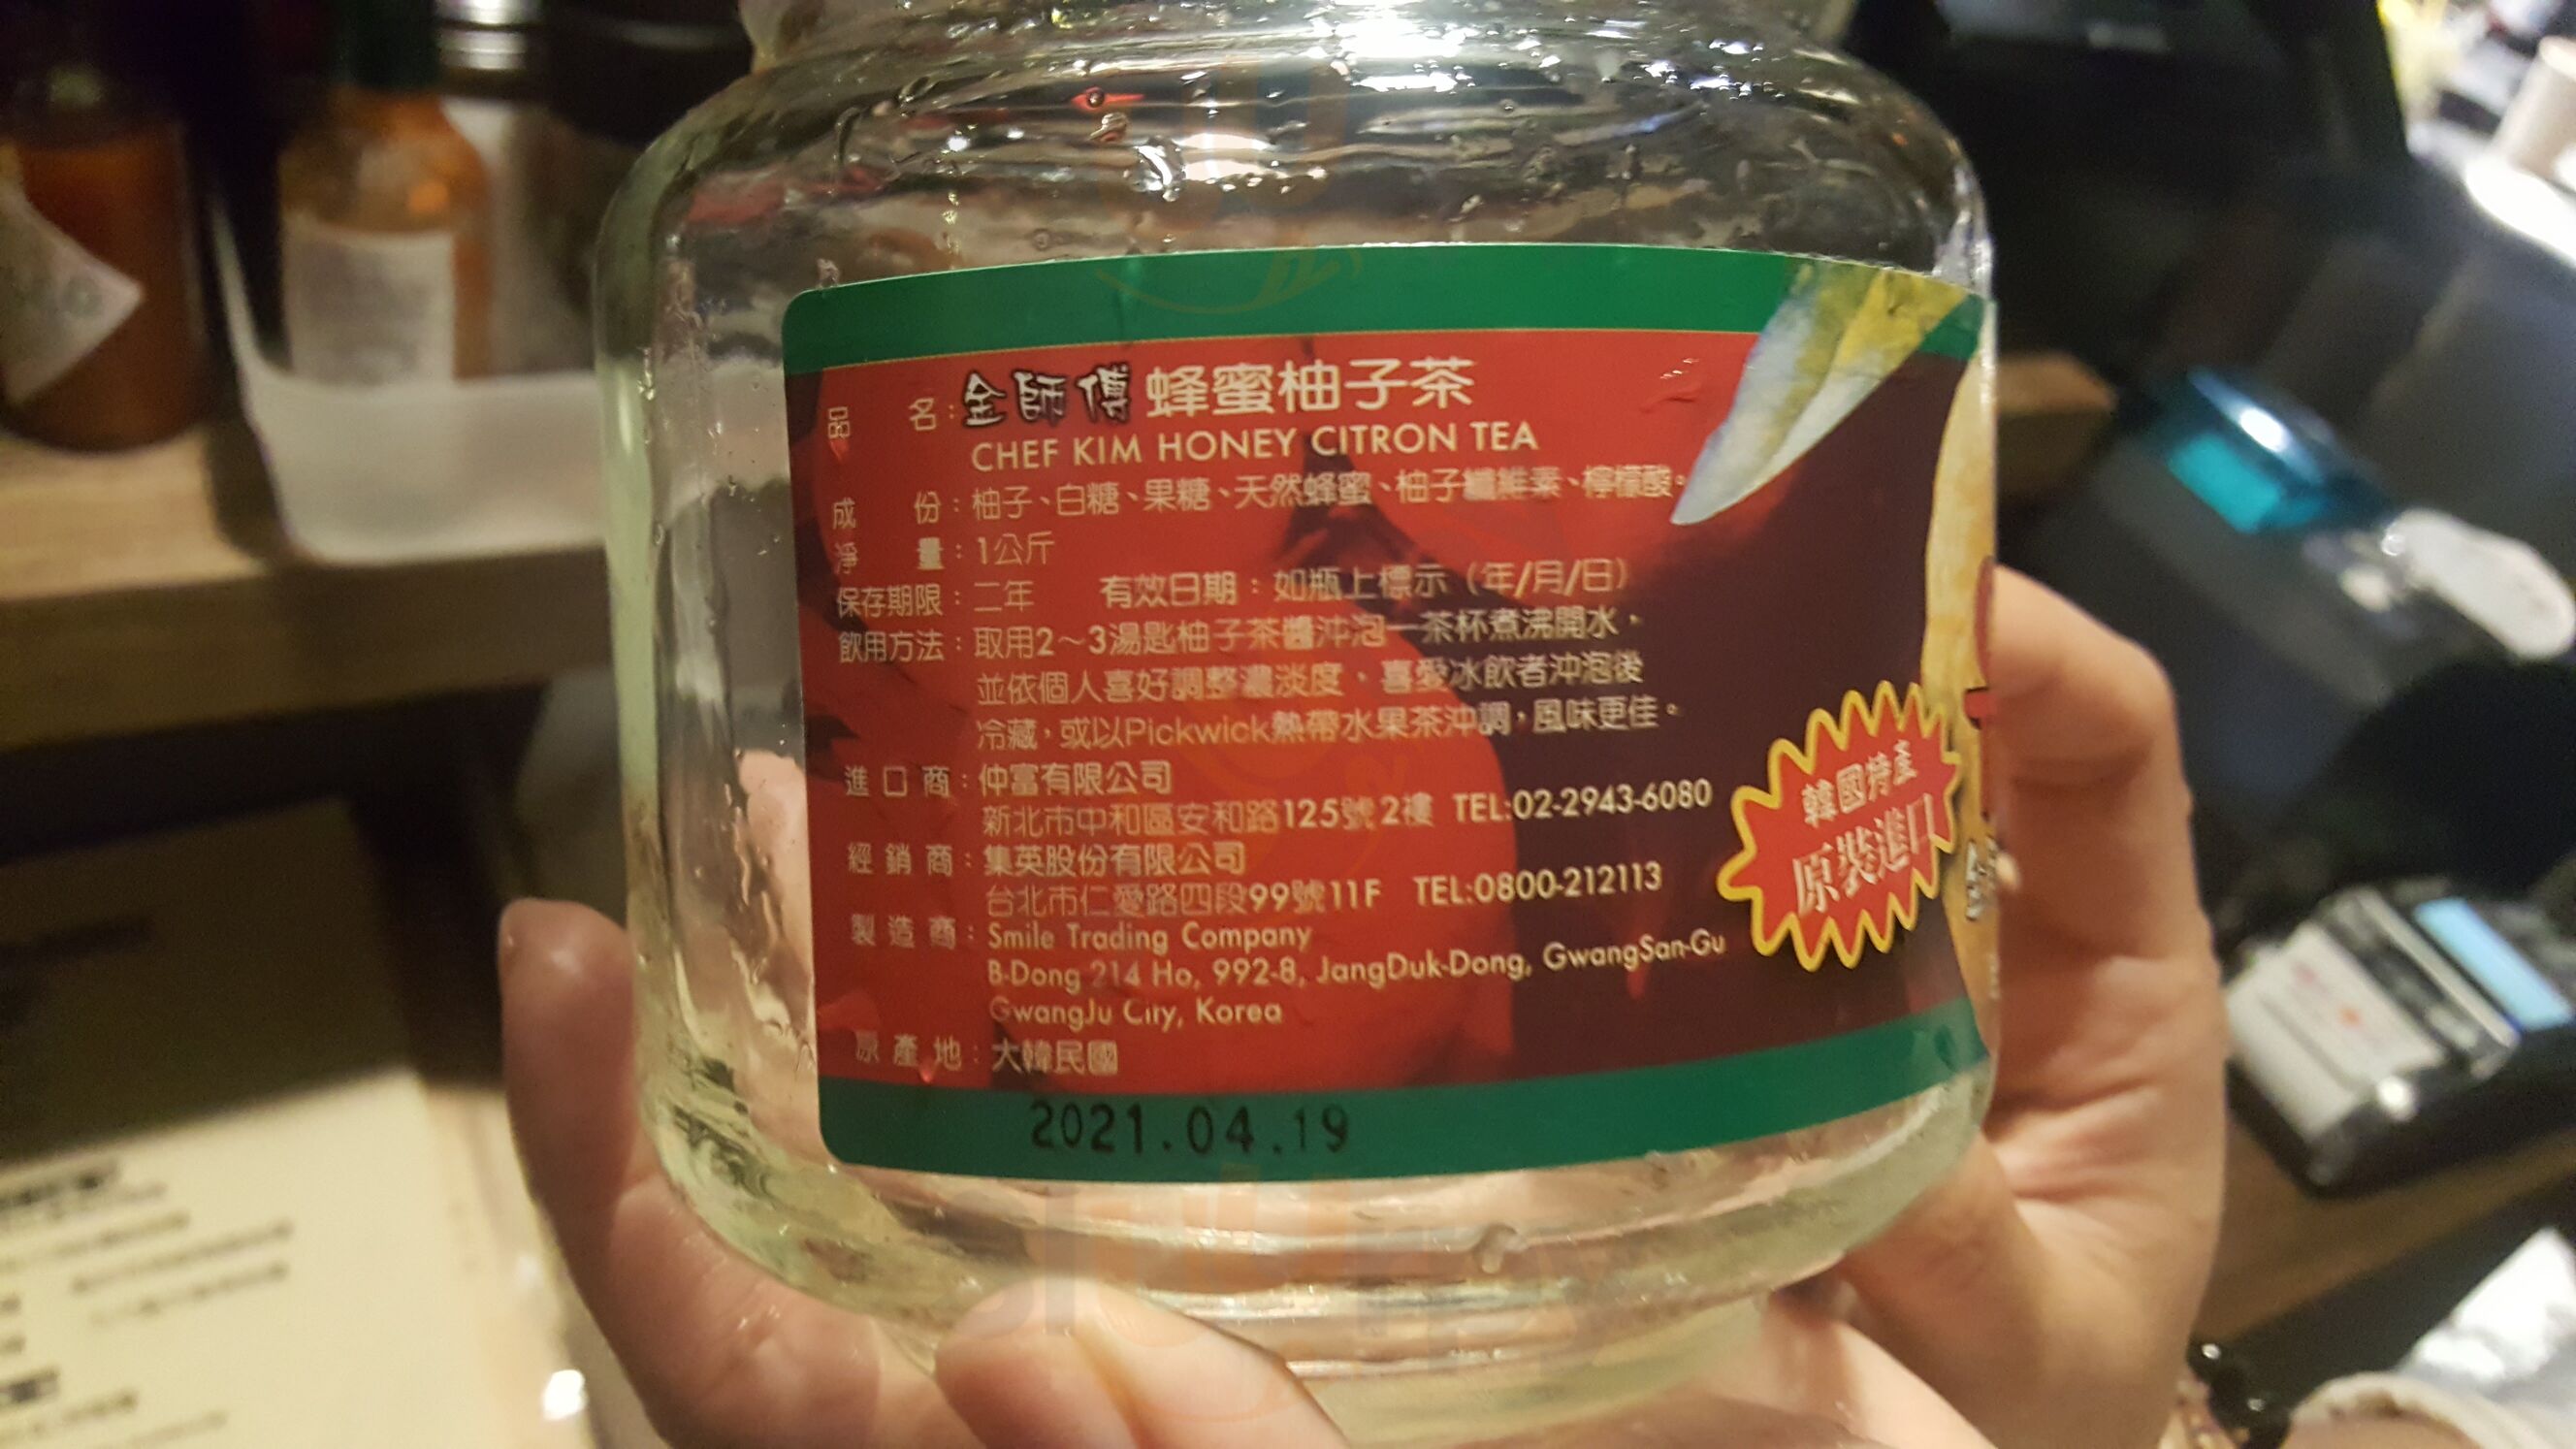 品名:金師傅 蜂蜜柚子茶
CHEF KIM HONEY CITRON TEA
成份:柚子、白糖、果糖、天然蜂蜜、柚子纖維素、檸檬酸。
淨量:1公斤
保存期限:二年 有效日期:如瓶上標示(年/月/日)
飲用方法:取用2～3湯匙柚子茶醬沖泡一茶杯煮沸開水,
並依個人喜好調整濃淡度,喜愛冰飲者沖泡後
冷藏,或以Pickwick熱帶水果茶沖調,風味更佳。
進口商:仲富有限公司
新北市中和區安和路125號2樓 TEL:02-2943-6080
經銷商:集英股份有限公司
台北市仁愛路四段99號11F TEL:0800-212113
製造商:Smile Trading Company
B-Dong 214 Ho, 992-8, JangDuk-Dong, GwangSan-Gu
GwangJu City, Korea
原產地:大韓民國
2021.04.19
韓國特產
原裝進口